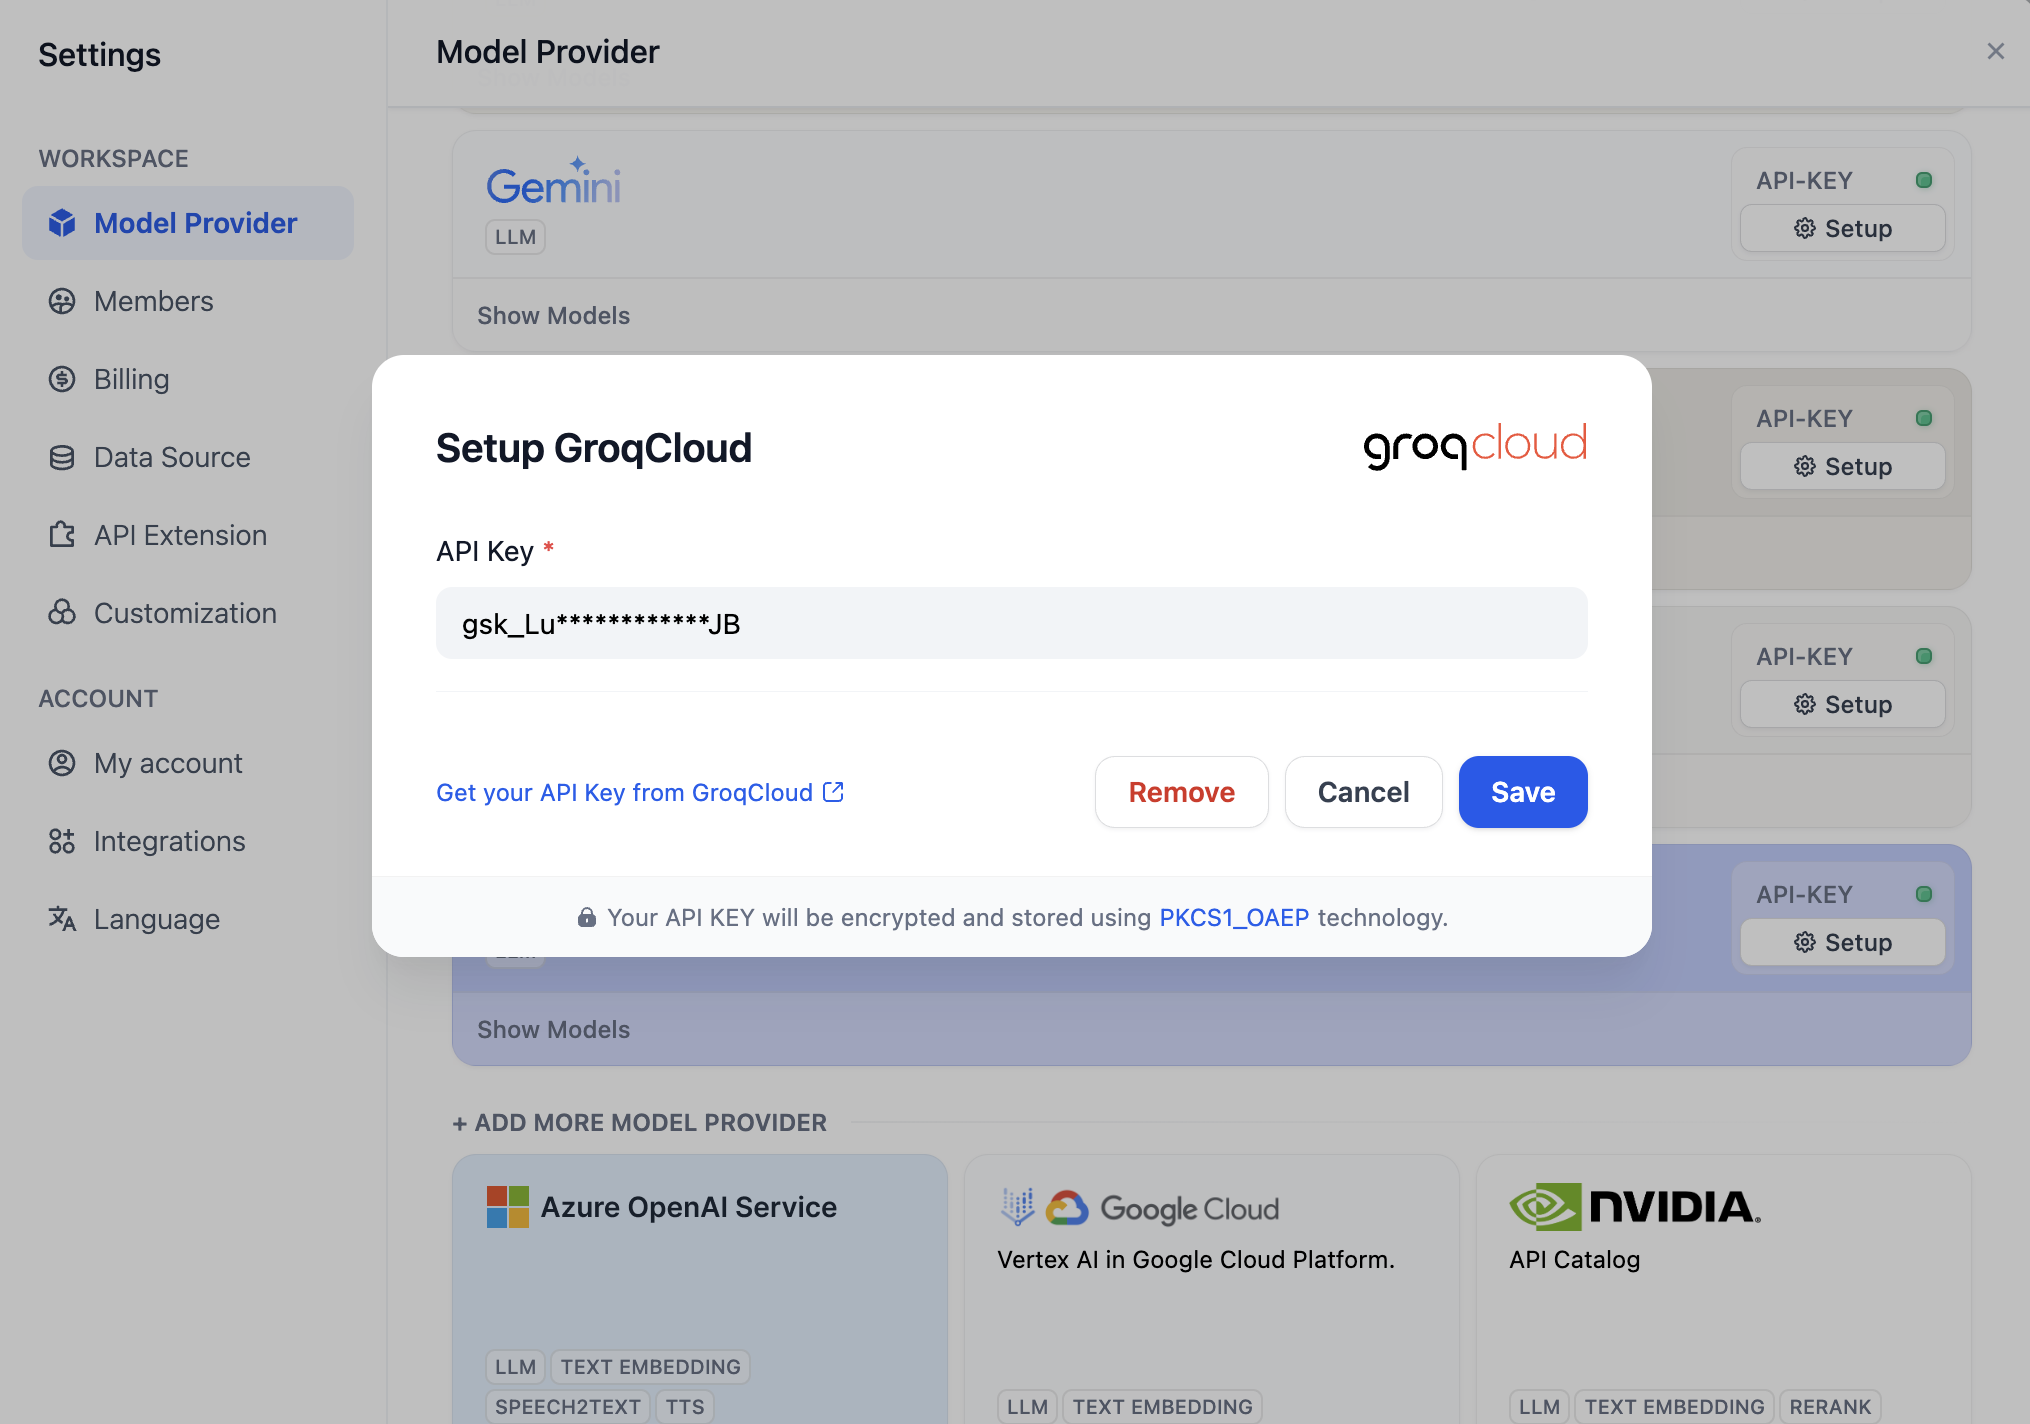 Settings
WORKSPACE
Model Provider
Members
Billing
Data Source
API Extension
Customization
ACCOUNT
My account
Integrations
Language
Model Provider
Gemini
LLM
API-KEY
Setup
Show Models
API-KEY
Setup
API-KEY
Setup
API-KEY
Setup
Show Models
Setup GroqCloud
groqcloud
API Key *
gsk_Lu************JB
Get your API Key from GroqCloud
Remove
Cancel
Save
Your API KEY will be encrypted and stored using PKCS1_OAEP technology.
+ ADD MORE MODEL PROVIDER
Azure OpenAI Service
LLM TEXT EMBEDDING
SPEECH2TEXT TTS
Google Cloud
Vertex AI in Google Cloud Platform.
LLM TEXT EMBEDDING
NVIDIA.
API Catalog
LLM TEXT EMBEDDING RERANK